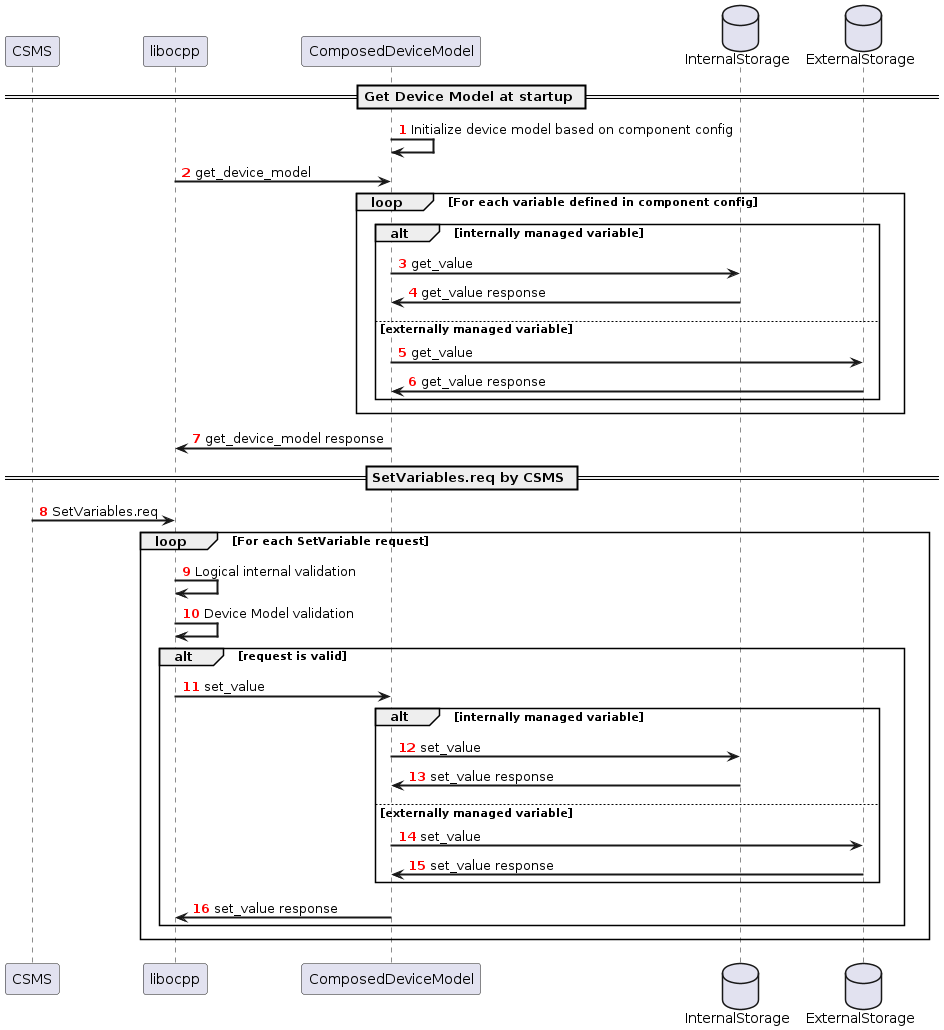 CSMS
libocpp
ComposedDeviceModel
InternalStorage
ExternalStorage
Get Device Model at startup
1 Initialize device model based on component config
2 get_device_model
loop [For each variable defined in component config]
alt [internally managed variable]
3 get_value
4 get_value response
[externally managed variable]
5 get_value
6 get_value response
7 get_device_model response
SetVariables.req by CSMS
8 SetVariables.req
loop [For each SetVariable request]
9 Logical internal validation
10 Device Model validation
alt [request is valid]
11 set_value
alt [internally managed variable]
12 set_value
13 set_value response
[externally managed variable]
14 set_value
15 set_value response
16 set_value response
CSMS
libocpp
ComposedDeviceModel
InternalStorage
ExternalStorage